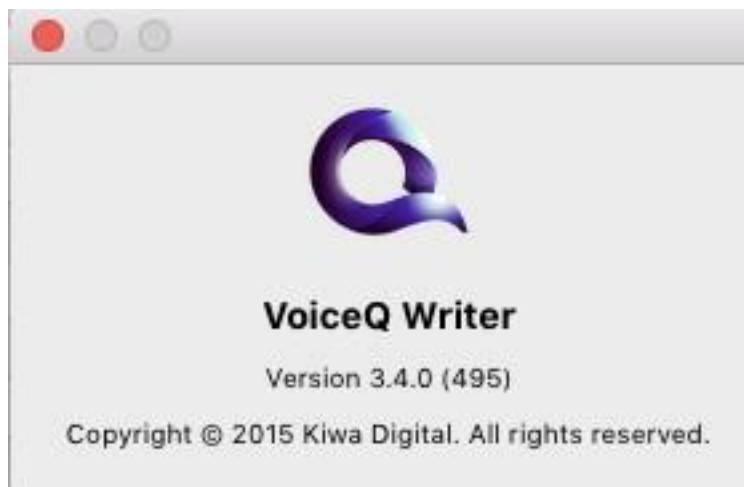 VoiceQ Writer
Version 3.4.0 (495)
Copyright © 2015 Kiwa Digital. All rights reserved.